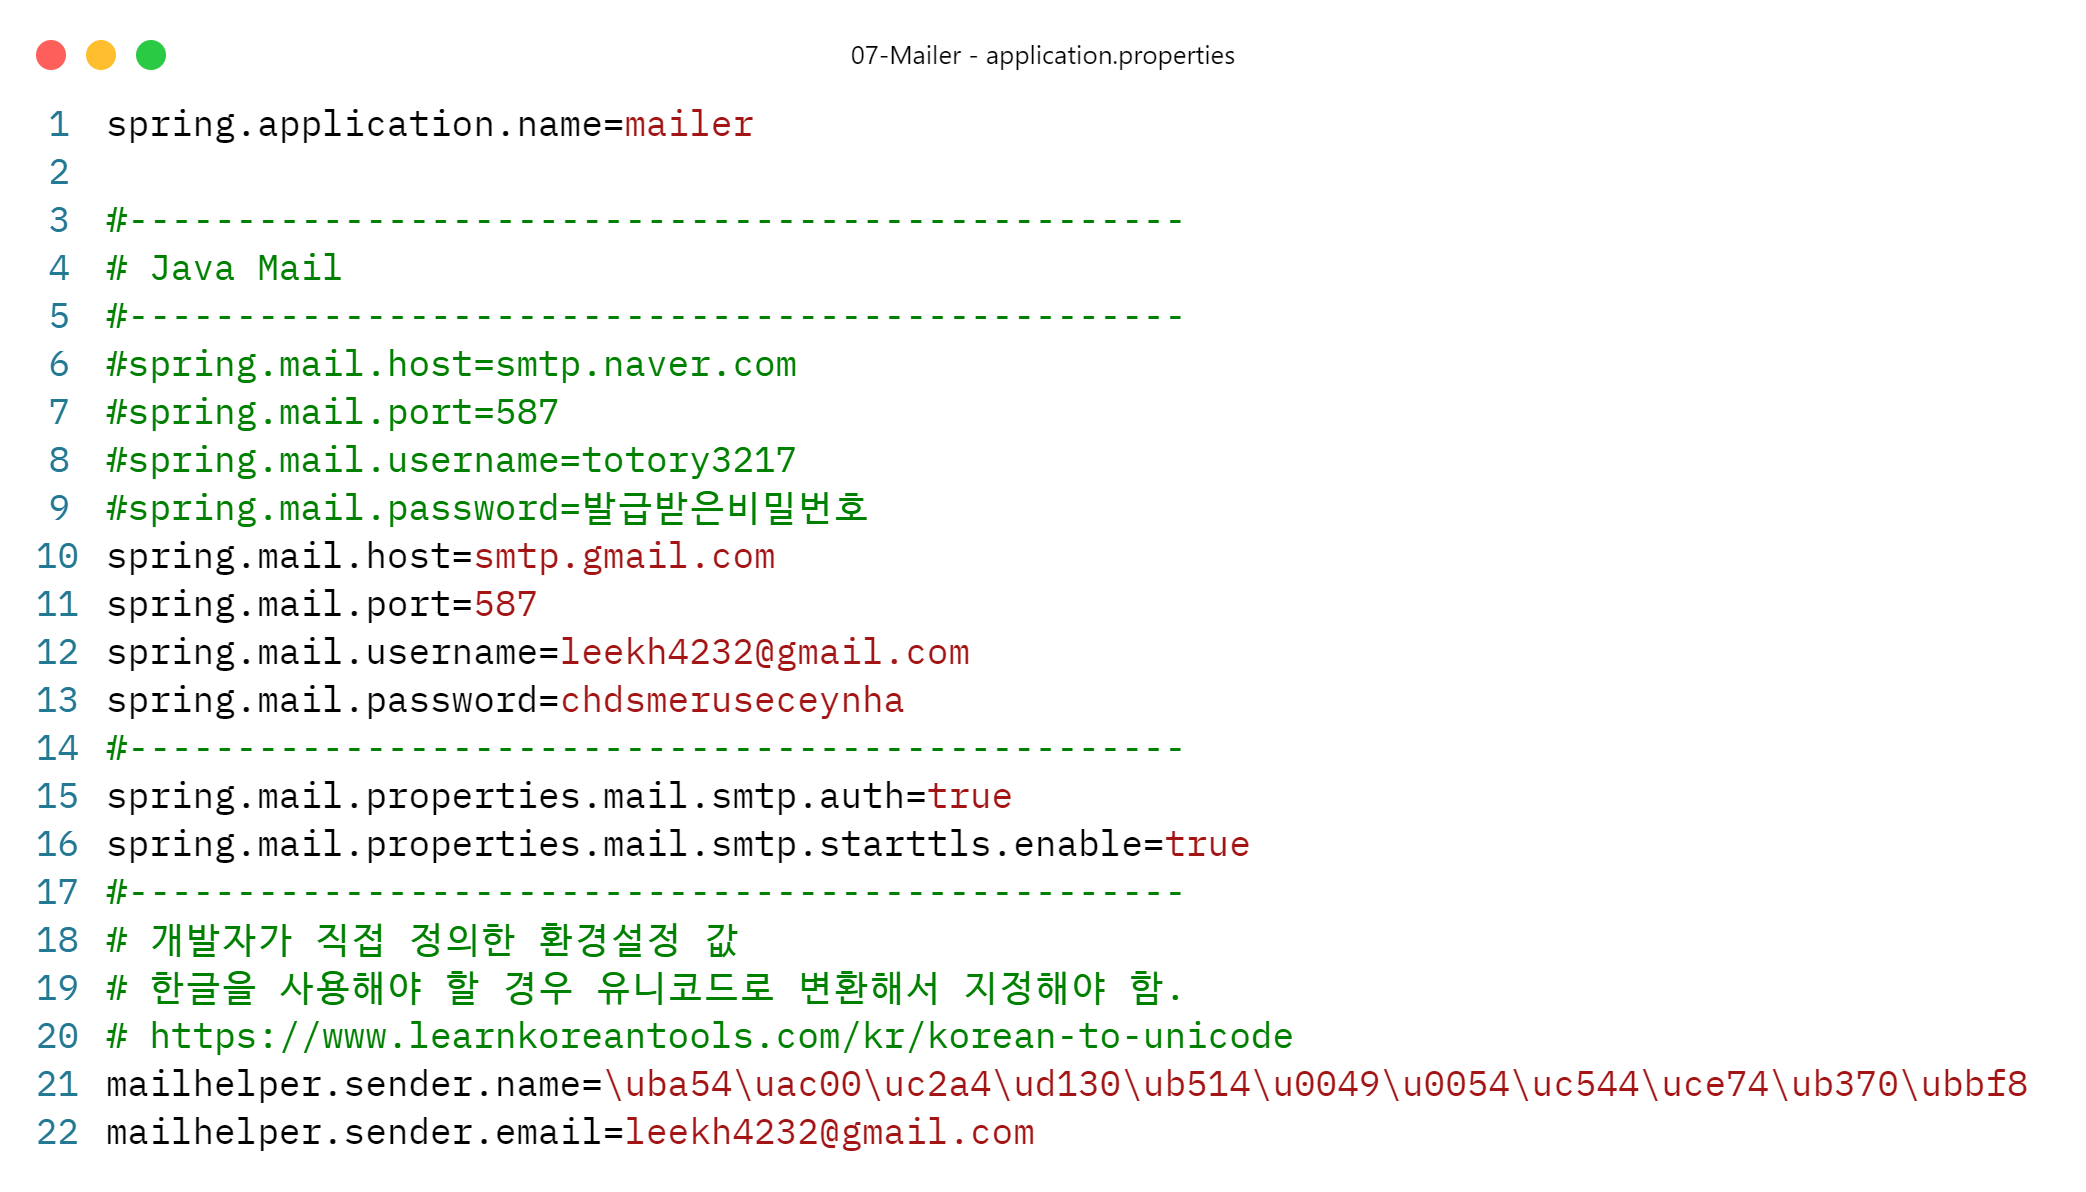 07-Mailer - application.properties
1 spring.application.name=mailer
2
3 #-------------------------------------------------
4 # Java Mail
5 #-------------------------------------------------
6 #spring.mail.host=smtp.naver.com
7 #spring.mail.port=587
8 #spring.mail.username=totory3217
9 #spring.mail.password=발급받은비밀번호
10 spring.mail.host=smtp.gmail.com
11 spring.mail.port=587
12 spring.mail.username=leekh4232@gmail.com
13 spring.mail.password=chdsmeruseceynha
14 #-------------------------------------------------
15 spring.mail.properties.mail.smtp.auth=true
16 spring.mail.properties.mail.smtp.starttls.enable=true
17 #-------------------------------------------------
18 # 개발자가 직접 정의한 환경설정 값
19 # 한글을 사용해야 할 경우 유니코드로 변환해서 지정해야 함.
20 # https://www.learnkoreantools.com/kr/korean-to-unicode
21 mailhelper.sender.name=\uba54\uac00\uc2a4\ud130\ub514\u0049\u0054\uc544\uce74\ub370\ubbf8
22 mailhelper.sender.email=leekh4232@gmail.com